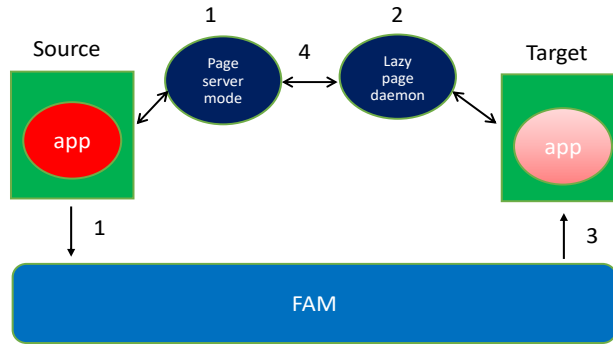 1
2
Source
4
Target
Page
server
mode
Lazy
page
daemon
app
app
1
3
FAM